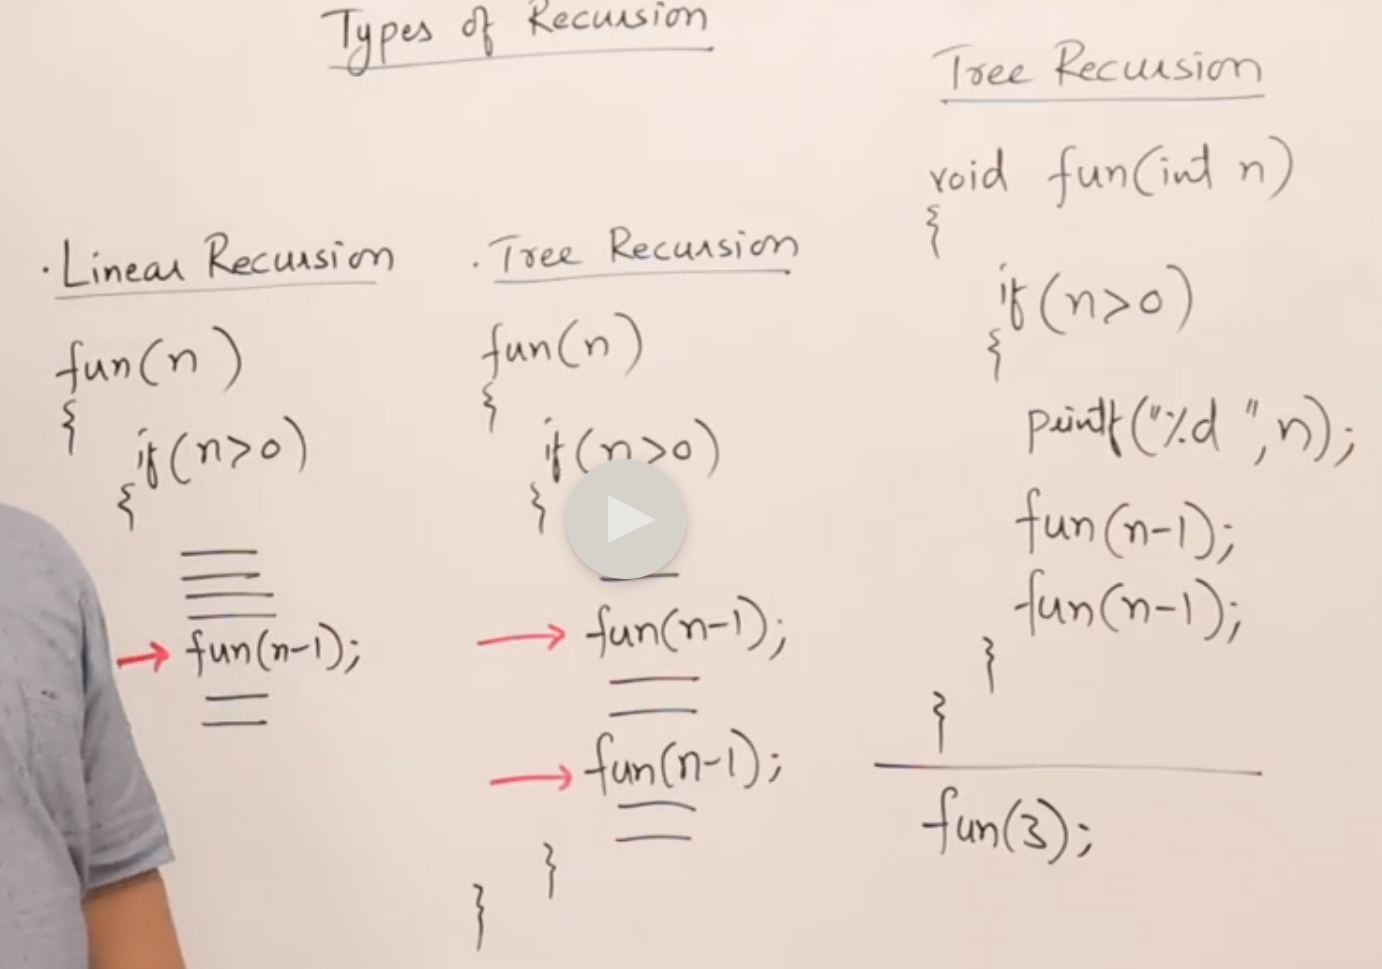 Types of Recursion
. Linear Recursion
fun(n)
{
if(n>0)
{
fun(n-1);
. Tree Recursion
fun(n)
{
if(n>0)
{
fun(n-1);
fun(n-1);
}
}
Tree Recursion
void fun(int n)
{
if(n>0)
{
printf("%d ",n);
fun(n-1);
fun(n-1);
}
}
fun(3);